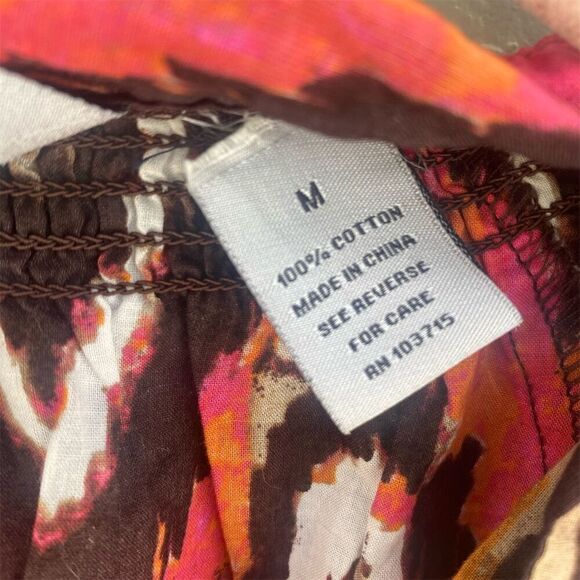 M
100% COTTON
MADE IN CHINA
SEE REVERSE
FOR CARE
RN 103715